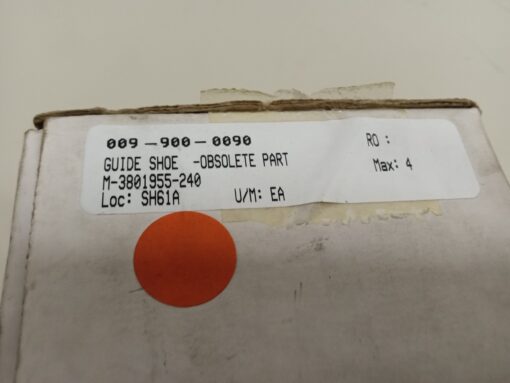 009-900-0090 RO:
GUIDE SHOE -OBSOLETE PART Max: 4
M-3801955-240
Loc: SH61A U/M: EA